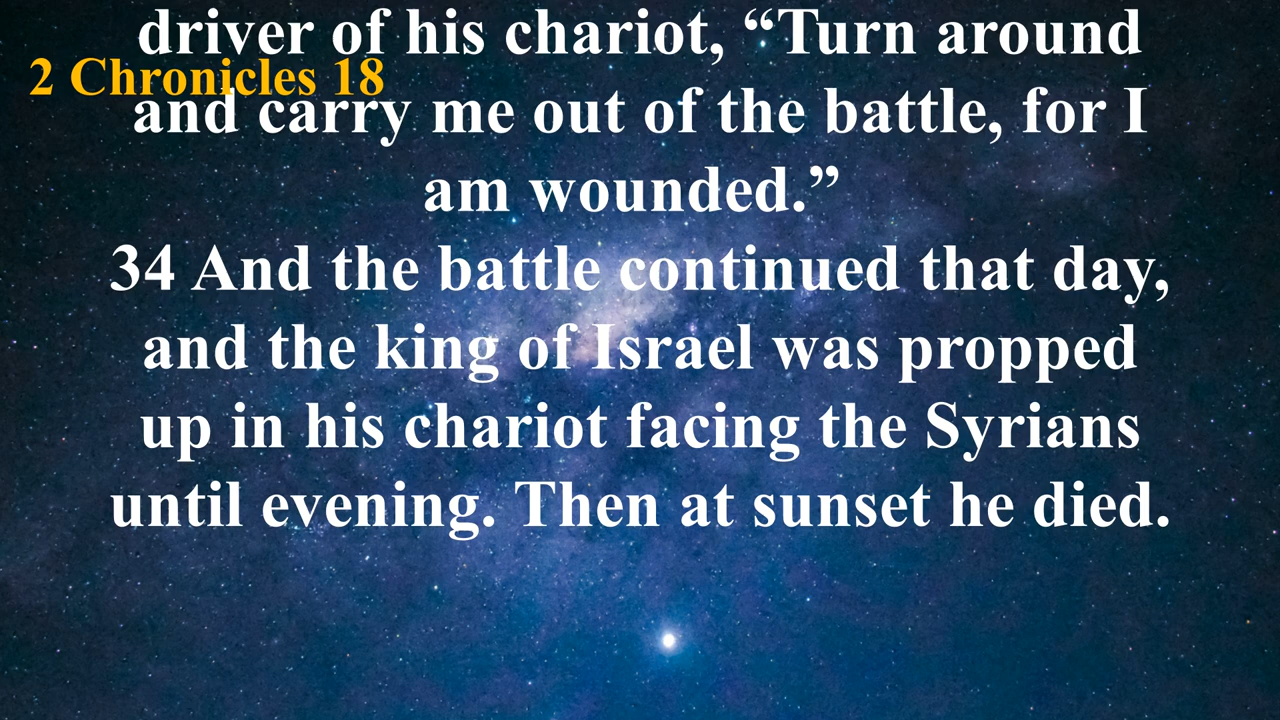 driver of his chariot, “Turn around
2 Chronicles 18
and carry me out of the battle, for I
am wounded.”
34 And the battle continued that day,
and the king of Israel was propped
up in his chariot facing the Syrians
until evening. Then at sunset he died.